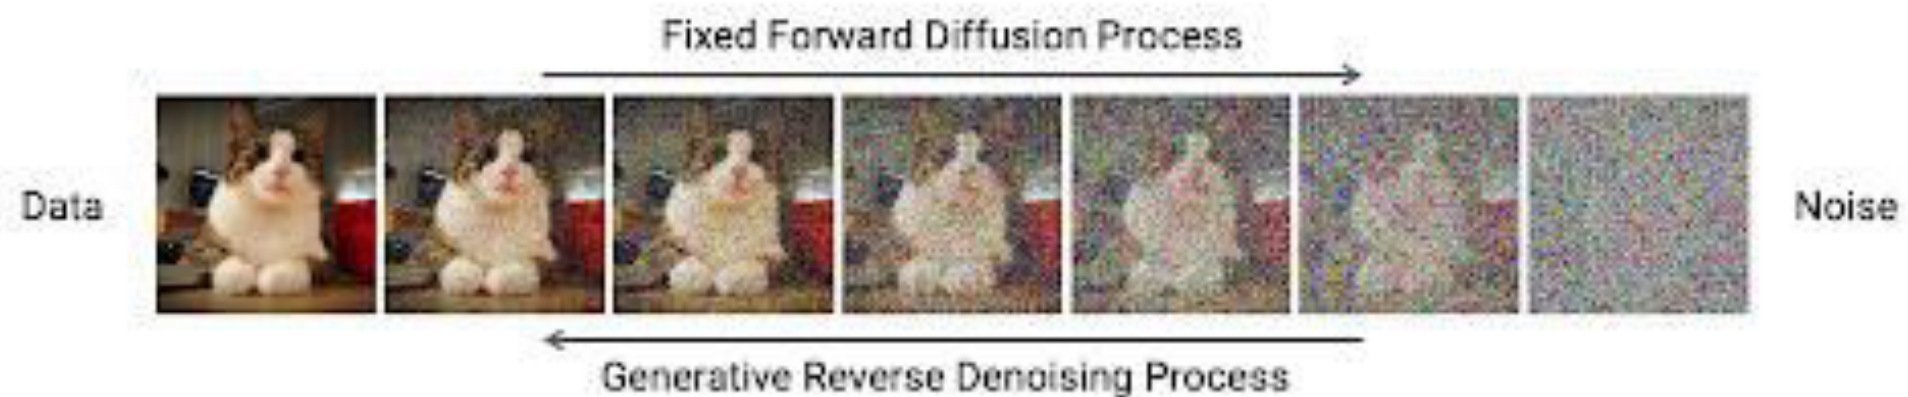 Fixed Forward Diffusion Process
Data
Noise
Generative Reverse Denoising Process